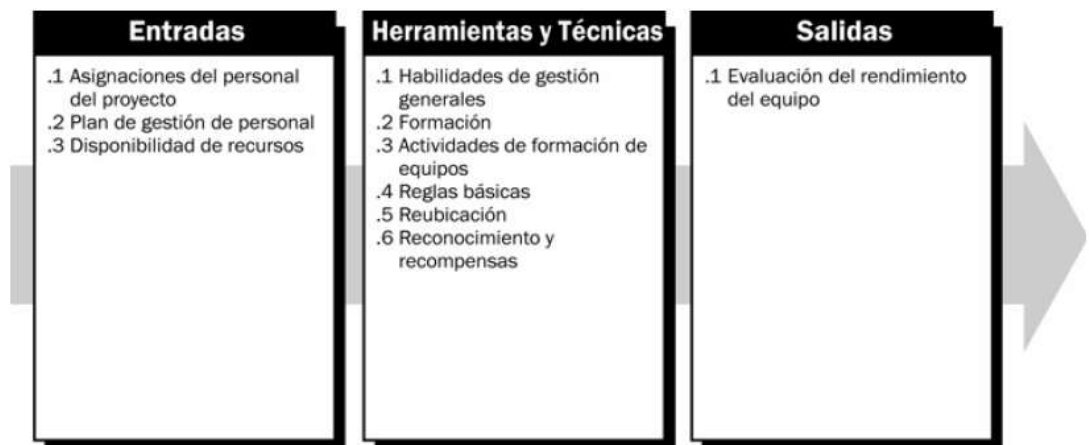 Entradas
.1 Asignaciones del personal
del proyecto
.2 Plan de gestión de personal
.3 Disponibilidad de recursos
Herramientas y Técnicas
.1 Habilidades de gestión
generales
.2 Formación
.3 Actividades de formación de
equipos
.4 Reglas básicas
.5 Reubicación
.6 Reconocimiento y
recompensas
Salidas
.1 Evaluación del rendimiento
del equipo